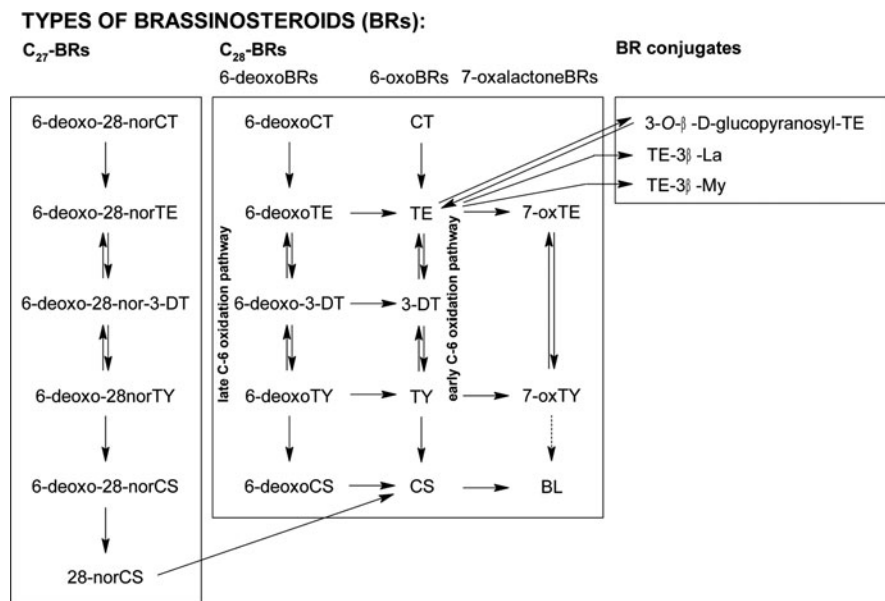 TYPES OF BRASSINOSTEROIDS (BRs):
C27-BRs
C28-BRs
BR conjugates
6-deoxoBRs
6-oxoBRs
7-oxalactoneBRs
6-deoxo-28-norCT
6-deoxo-28-norTE
6-deoxo-28-nor-3-DT
6-deoxo-28norTY
6-deoxo-28-norCS
28-norCS
late C-6 oxidation pathway
6-deoxoCT
6-deoxoTE
6-deoxo-3-DT
6-deoxoTY
6-deoxoCS
CT
TE
3-DT
TY
CS
early C-6 oxidation pathway
7-oxTE
7-oxTY
BL
3-O-β-D-glucopyranosyl-TE
TE-3β-La
TE-3β-My